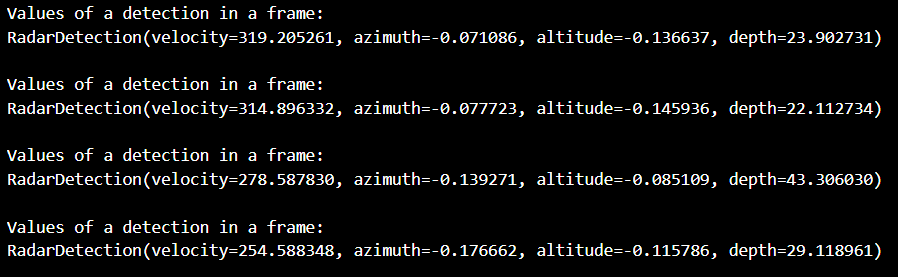 Values of a detection in a frame:
RadarDetection(velocity=319.205261, azimuth=-0.071086, altitude=-0.136637, depth=23.902731)
Values of a detection in a frame:
RadarDetection(velocity=314.896332, azimuth=-0.077723, altitude=-0.145936, depth=22.112734)
Values of a detection in a frame:
RadarDetection(velocity=278.587830, azimuth=-0.139271, altitude=-0.085109, depth=43.306030)
Values of a detection in a frame:
RadarDetection(velocity=254.588348, azimuth=-0.176662, altitude=-0.115786, depth=29.118961)